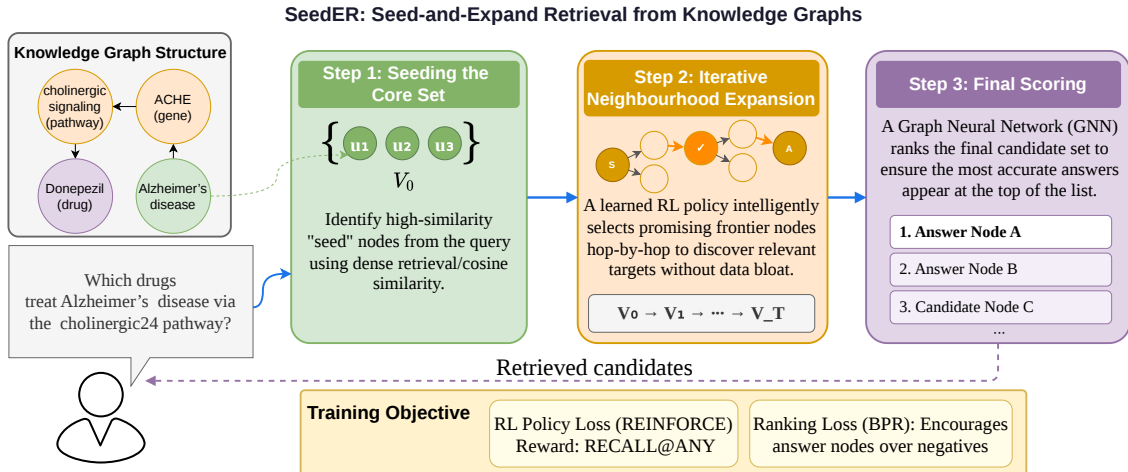 SeedER: Seed-and-Expand Retrieval from Knowledge Graphs
Knowledge Graph Structure
cholinergic
signaling
(pathway)
ACHE
(gene)
Donepezil
(drug)
Alzheimer's
disease
Which drugs
treat Alzheimer's disease via
the cholinergic24 pathway?
Step 1: Seeding the
Core Set
{ u₁ u₂ u₃ }
V₀
Identify high-similarity
"seed" nodes from the query
using dense retrieval/cosine
similarity.
Step 2: Iterative
Neighbourhood Expansion
S
✓
A
A learned RL policy intelligently
selects promising frontier nodes
hop-by-hop to discover relevant
targets without data bloat.
V₀ → V₁ → ··· → V_T
Step 3: Final Scoring
A Graph Neural Network (GNN)
ranks the final candidate set to
ensure the most accurate answers
appear at the top of the list.
1. Answer Node A
2. Answer Node B
3. Candidate Node C
...
Retrieved candidates
Training Objective
RL Policy Loss (REINFORCE)
Reward: RECALL@ANY
Ranking Loss (BPR): Encourages
answer nodes over negatives